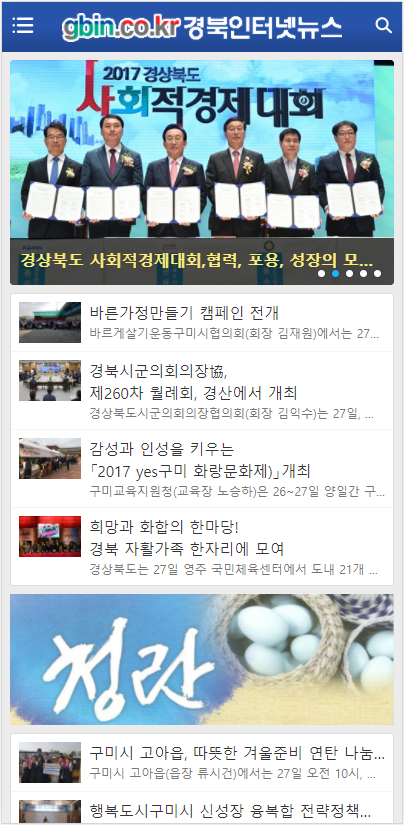 gbin.co.kr 경북인터넷뉴스
2017 경상북도
사회적경제대회
경상북도 사회적경제대회,협력, 포용, 성장의 모...
바른가정만들기 캠페인 전개
바르게살기운동구미시협의회(회장 김재원)에서는 27...
경북시군의회의장협,
제260차 월례회, 경산에서 개최
경상북도시군의회의장협의회(회장 김익수)는 27일, ...
감성과 인성을 키우는
「2017 yes구미 화랑문화제)」개최
구미교육지원청(교육장 노승하)은 26~27일 양일간 구...
희망과 화합의 한마당!
경북 자활가족 한자리에 모여
경상북도는 27일 영주 국민체육센터에서 도내 21개 ...
청란
구미시 고아읍, 따뜻한 겨울준비 연탄 나눔...
구미시 고아읍(읍장 류시건)에서는 27일 오전 10시, ...
행복도시구미시 신성장 융복합 전략정책...